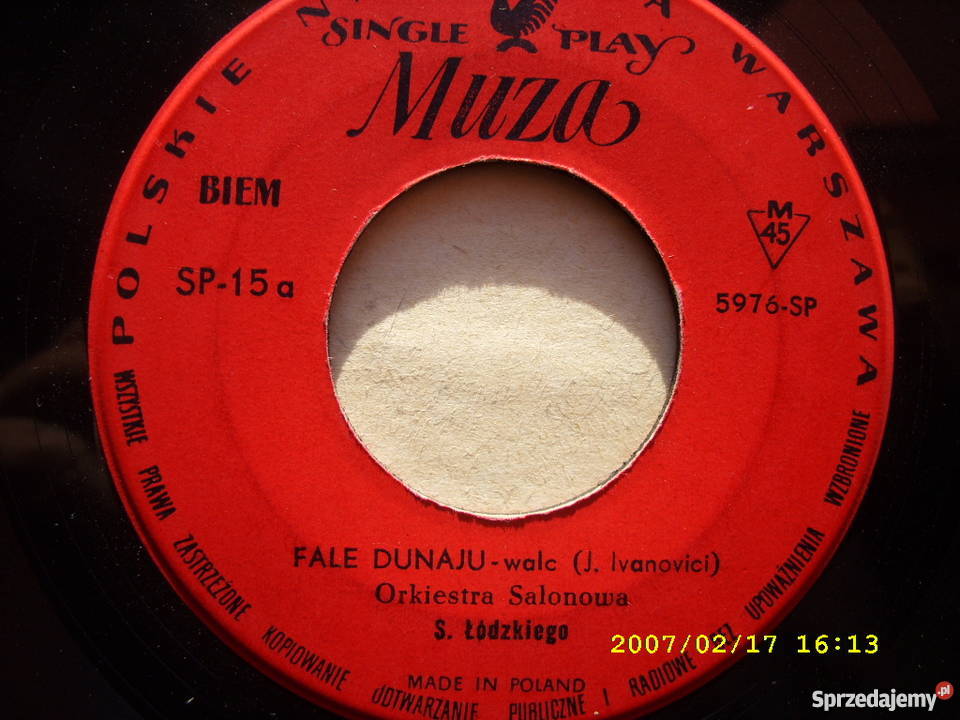 POLSKIE
WARSZAWA
SINGLE PLAY
Muza
BIEM
M
45
SP-15 a
5976-SP
FALE DUNAJU - walc (J. Ivanovici)
Orkiestra Salonowa
S. Łódzkiego
MADE IN POLAND
WSZYSTKIE PRAWA ZASTRZEŻONE KOPIOWANIE ODTWARZANIE PUBLICZNE I RADIOWE BEZ UPOWAŻNIENIA WZBRONIONE
2007/02/17 16:13
Sprzedajemy.pl